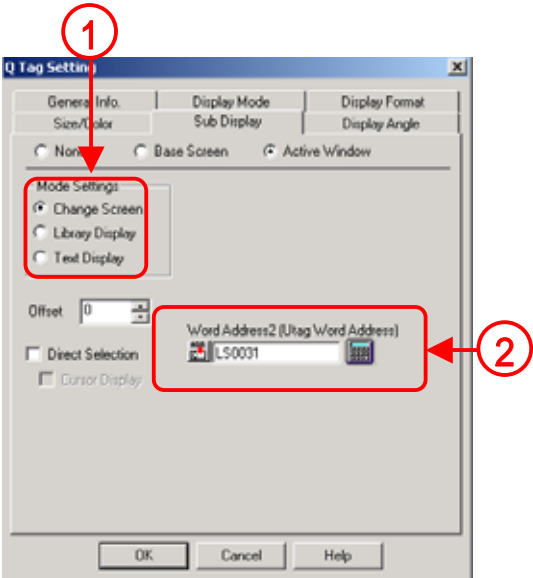 1
Q Tag Setting
General Info. Display Mode Display Format
Size/Color Sub Display Display Angle
None Base Screen Active Window
Mode Settings
Change Screen
Library Display
Text Display
Offset 0
Word Address2 (Utag Word Address)
Direct Selection LS0031
2
Cursor Display
OK Cancel Help